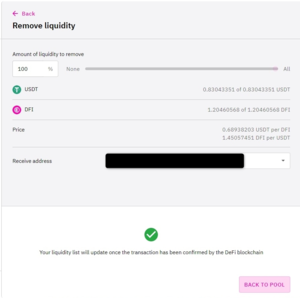 ← Back
Remove liquidity
Amount of liquidity to remove
100 % None All
USDT 0.83043351 of 0.83043351 USDT
DFI 1.20460568 of 1.20460568 DFI
Price 0.68938203 USDT per DFI
1.45057451 DFI per USDT
Receive address
Your liquidity list will update once the transaction has been confirmed by the DeFi blockchain
BACK TO POOL